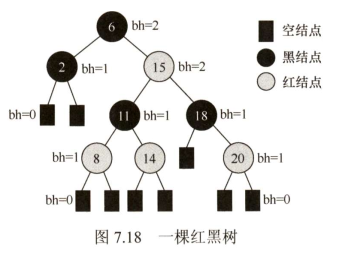 6 bh=2
空结点
2 bh=1
15 bh=2
黑结点
红结点
bh=0
11 bh=1
18 bh=1
bh=1 8
14
20 bh=1
bh=0
bh=0
图 7.18 一棵红黑树